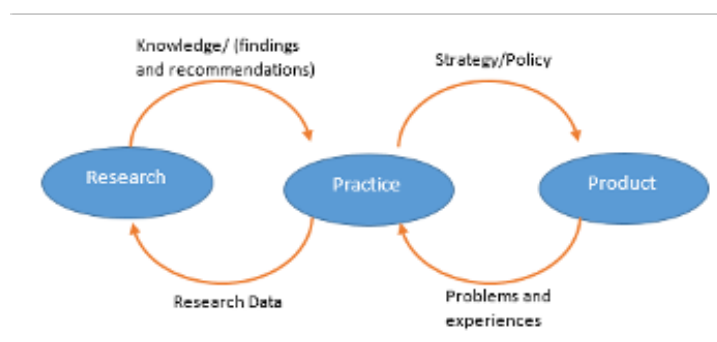 Knowledge/ (findings
and recommendations)
Strategy/Policy
Research
Practice
Product
Research Data
Problems and
experiences